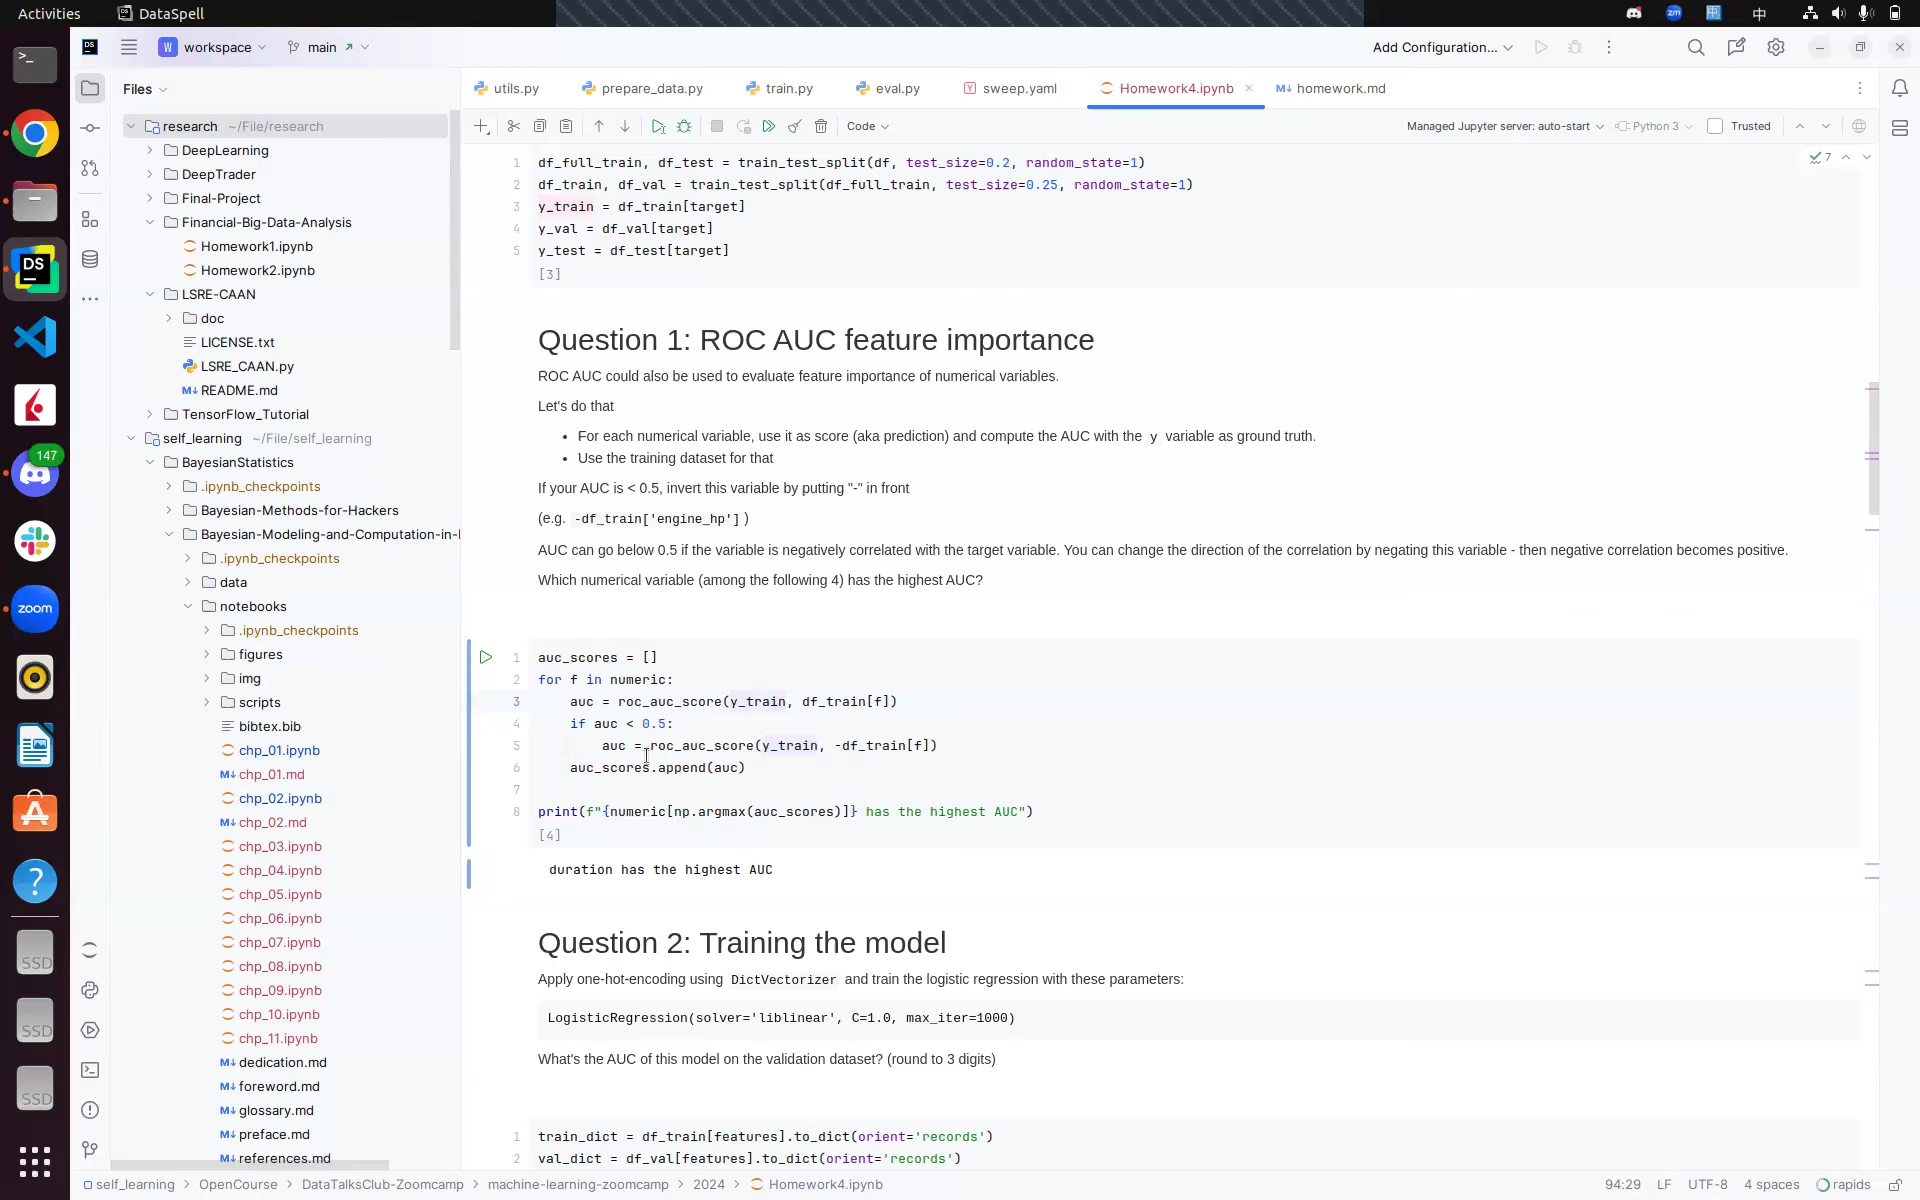 Activities
DataSpell
zm
中
>_
DS
147
zoom
?
SSD
SSD
SSD
DS
W workspace
main
Add Configuration...
Files
research ~/File/research
DeepLearning
DeepTrader
Final-Project
Financial-Big-Data-Analysis
Homework1.ipynb
Homework2.ipynb
LSRE-CAAN
doc
LICENSE.txt
LSRE_CAAN.py
M↓ README.md
TensorFlow_Tutorial
self_learning ~/File/self_learning
BayesianStatistics
.ipynb_checkpoints
Bayesian-Methods-for-Hackers
Bayesian-Modeling-and-Computation-in-
.ipynb_checkpoints
data
notebooks
.ipynb_checkpoints
figures
img
scripts
bibtex.bib
chp_01.ipynb
M↓ chp_01.md
chp_02.ipynb
M↓ chp_02.md
chp_03.ipynb
chp_04.ipynb
chp_05.ipynb
chp_06.ipynb
chp_07.ipynb
chp_08.ipynb
chp_09.ipynb
chp_10.ipynb
chp_11.ipynb
M↓ dedication.md
M↓ foreword.md
M↓ glossary.md
M↓ preface.md
M↓ references.md
utils.py
prepare_data.py
train.py
eval.py
Y sweep.yaml
Homework4.ipynb
M↓ homework.md
Code
Managed Jupyter server: auto-start
Python 3
Trusted
7
1 df_full_train, df_test = train_test_split(df, test_size=0.2, random_state=1)
2 df_train, df_val = train_test_split(df_full_train, test_size=0.25, random_state=1)
3 y_train = df_train[target]
4 y_val = df_val[target]
5 y_test = df_test[target]
[3]
Question 1: ROC AUC feature importance
ROC AUC could also be used to evaluate feature importance of numerical variables.
Let's do that
• For each numerical variable, use it as score (aka prediction) and compute the AUC with the y variable as ground truth.
• Use the training dataset for that
If your AUC is < 0.5, invert this variable by putting "-" in front
(e.g. -df_train['engine_hp'] )
AUC can go below 0.5 if the variable is negatively correlated with the target variable. You can change the direction of the correlation by negating this variable - then negative correlation becomes positive.
Which numerical variable (among the following 4) has the highest AUC?
1 auc_scores = []
2 for f in numeric:
3 auc = roc_auc_score(y_train, df_train[f])
4 if auc < 0.5:
5 auc = roc_auc_score(y_train, -df_train[f])
6 auc_scores.append(auc)
7
8 print(f"{numeric[np.argmax(auc_scores)]} has the highest AUC")
[4]
duration has the highest AUC
Question 2: Training the model
Apply one-hot-encoding using DictVectorizer and train the logistic regression with these parameters:
LogisticRegression(solver='liblinear', C=1.0, max_iter=1000)
What's the AUC of this model on the validation dataset? (round to 3 digits)
1 train_dict = df_train[features].to_dict(orient='records')
2 val_dict = df_val[features].to_dict(orient='records')
self_learning > OpenCourse > DataTalksClub-Zoomcamp > machine-learning-zoomcamp > 2024 > Homework4.ipynb
94:29 LF UTF-8 4 spaces rapids